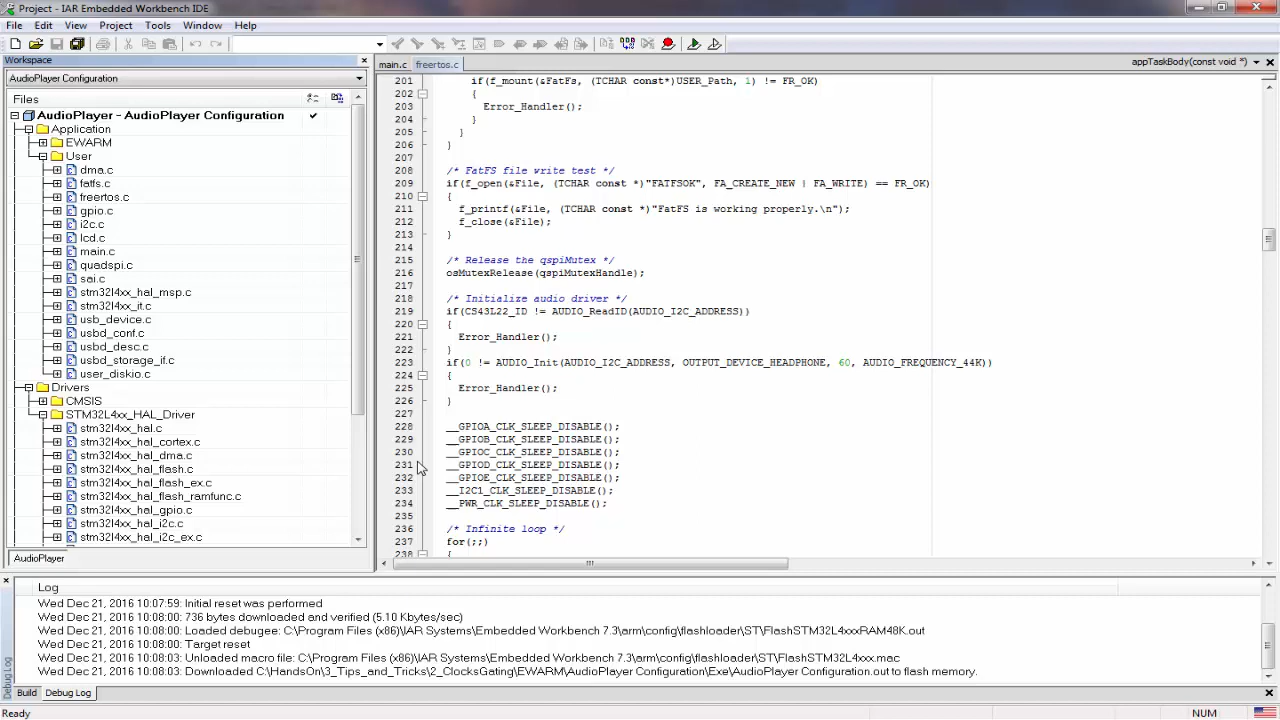 Project - IAR Embedded Workbench IDE
File Edit View Project Tools Window Help
Workspace
AudioPlayer Configuration
Files
AudioPlayer - AudioPlayer Configuration
Application
EWARM
User
dma.c
fatfs.c
freertos.c
gpio.c
i2c.c
lcd.c
main.c
quadspi.c
sai.c
stm32l4xx_hal_msp.c
stm32l4xx_it.c
usb_device.c
usbd_conf.c
usbd_desc.c
usbd_storage_if.c
user_diskio.c
Drivers
CMSIS
STM32L4xx_HAL_Driver
stm32l4xx_hal.c
stm32l4xx_hal_cortex.c
stm32l4xx_hal_dma.c
stm32l4xx_hal_flash.c
stm32l4xx_hal_flash_ex.c
stm32l4xx_hal_flash_ramfunc.c
stm32l4xx_hal_gpio.c
stm32l4xx_hal_i2c.c
stm32l4xx_hal_i2c_ex.c
AudioPlayer
main.c freertos.c
appTaskBody(const void *)
201 if(f_mount(&FatFs, (TCHAR const*)USER_Path, 1) != FR_OK)
202 {
203 Error_Handler();
204 }
205 }
206 }
207
208 /* FatFS file write test */
209 if(f_open(&File, (TCHAR const *)"FATFSOK", FA_CREATE_NEW | FA_WRITE) == FR_OK)
210 {
211 f_printf(&File, (TCHAR const *)"FatFS is working properly.\n");
212 f_close(&File);
213 }
214
215 /* Release the qspiMutex */
216 osMutexRelease(qspiMutexHandle);
217
218 /* Initialize audio driver */
219 if(CS43L22_ID != AUDIO_ReadID(AUDIO_I2C_ADDRESS))
220 {
221 Error_Handler();
222 }
223 if(0 != AUDIO_Init(AUDIO_I2C_ADDRESS, OUTPUT_DEVICE_HEADPHONE, 60, AUDIO_FREQUENCY_44K))
224 {
225 Error_Handler();
226 }
227
228 __GPIOA_CLK_SLEEP_DISABLE();
229 __GPIOB_CLK_SLEEP_DISABLE();
230 __GPIOC_CLK_SLEEP_DISABLE();
231 __GPIOD_CLK_SLEEP_DISABLE();
232 __GPIOE_CLK_SLEEP_DISABLE();
233 __I2C1_CLK_SLEEP_DISABLE();
234 __PWR_CLK_SLEEP_DISABLE();
235
236 /* Infinite loop */
237 for(;;)
238 {
Log
Wed Dec 21, 2016 10:07:59: Initial reset was performed
Wed Dec 21, 2016 10:08:00: 736 bytes downloaded and verified (5.10 Kbytes/sec)
Wed Dec 21, 2016 10:08:00: Loaded debugee: C:\Program Files (x86)\IAR Systems\Embedded Workbench 7.3\arm\config\flashloader\ST\FlashSTM32L4xxxRAM48K.out
Wed Dec 21, 2016 10:08:00: Target reset
Wed Dec 21, 2016 10:08:03: Unloaded macro file: C:\Program Files (x86)\IAR Systems\Embedded Workbench 7.3\arm\config\flashloader\ST\FlashSTM32L4xxx.mac
Wed Dec 21, 2016 10:08:03: Downloaded C:\HandsOn\3_Tips_and_Tricks\2_ClocksGating\EWARM\AudioPlayer Configuration\Exe\AudioPlayer Configuration.out to flash memory.
Debug Log
Build Debug Log
Ready NUM